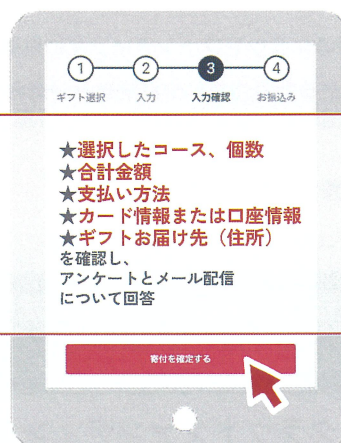 1 2 3 4
ギフト選択 入力 入力確認 お振込み
★選択したコース、個数
★合計金額
★支払い方法
★カード情報または口座情報
★ギフトお届け先（住所）
を確認し、
アンケートとメール配信
について回答
寄付を確定する